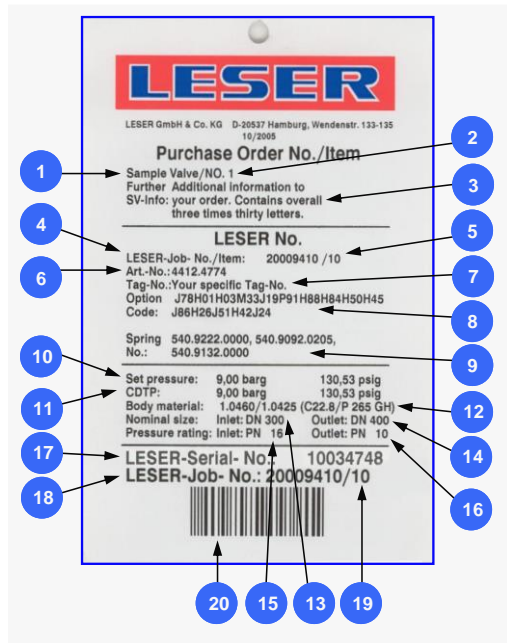 LESER
LESER GmbH & Co. KG D-20537 Hamburg, Wendenstr. 133-135
10/2005
Purchase Order No./Item
Sample Valve/NO. 1
Further Additional information to
SV-Info: your order. Contains overall
three times thirty letters.
LESER No.
LESER-Job- No./Item: 20009410 /10
Art.-No.: 4412.4774
Tag-No.: Your specific Tag-No.
Option J78H01H03M33J19P91H88H84H50H45
Code: J86H26J51H42J24
Spring 540.9222.0000, 540.9092.0205,
No.: 540.9132.0000
Set pressure: 9,00 barg 130,53 psig
CDTP: 9,00 barg 130,53 psig
Body material: 1.0460/1.0425 (C22.8/P 265 GH)
Nominal size: Inlet: DN 300 Outlet: DN 400
Pressure rating: Inlet: PN 16 Outlet: PN 10
LESER-Serial- No.: 10034748
LESER-Job- No.: 20009410/10
1
2
3
4
5
6
7
8
9
10
11
12
13
14
15
16
17
18
19
20